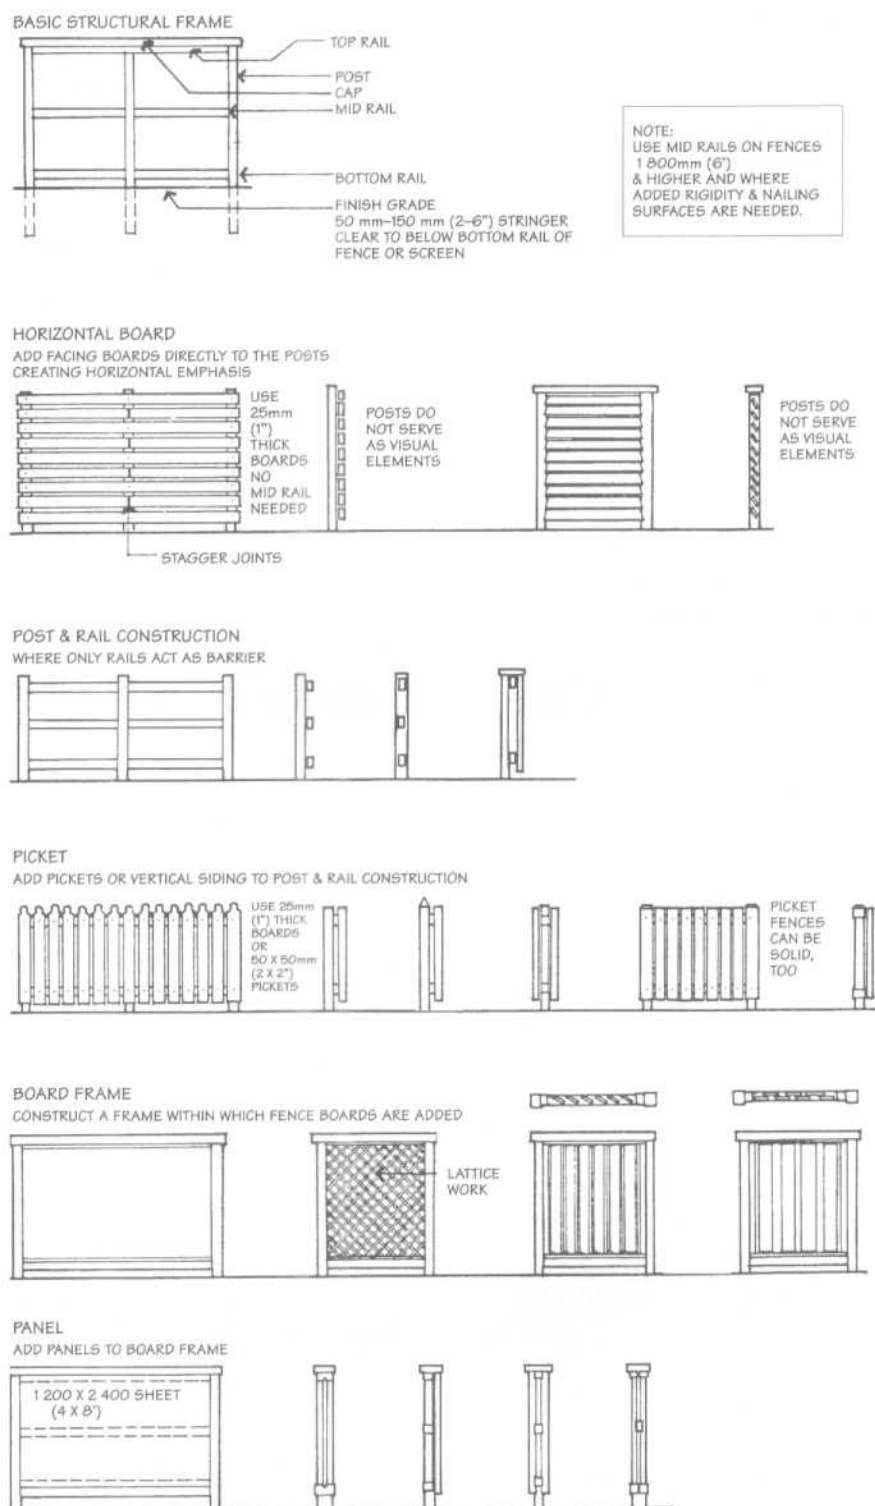 BASIC STRUCTURAL FRAME
TOP RAIL
POST
CAP
MID RAIL
BOTTOM RAIL
FINISH GRADE
50 mm–150 mm (2–6") STRINGER
CLEAR TO BELOW BOTTOM RAIL OF
FENCE OR SCREEN
NOTE:
USE MID RAILS ON FENCES
1 800mm (6')
& HIGHER AND WHERE
ADDED RIGIDITY & NAILING
SURFACES ARE NEEDED.
HORIZONTAL BOARD
ADD FACING BOARDS DIRECTLY TO THE POSTS
CREATING HORIZONTAL EMPHASIS
USE
25mm
(1")
THICK
BOARDS
NO
MID RAIL
NEEDED
STAGGER JOINTS
POSTS DO
NOT SERVE
AS VISUAL
ELEMENTS
POSTS DO
NOT SERVE
AS VISUAL
ELEMENTS
POST & RAIL CONSTRUCTION
WHERE ONLY RAILS ACT AS BARRIER
PICKET
ADD PICKETS OR VERTICAL SIDING TO POST & RAIL CONSTRUCTION
USE 25mm
(1") THICK
BOARDS
OR
50 X 50mm
(2 X 2")
PICKETS
PICKET
FENCES
CAN BE
SOLID,
TOO
BOARD FRAME
CONSTRUCT A FRAME WITHIN WHICH FENCE BOARDS ARE ADDED
LATTICE
WORK
PANEL
ADD PANELS TO BOARD FRAME
1 200 X 2 400 SHEET
(4 X 8')